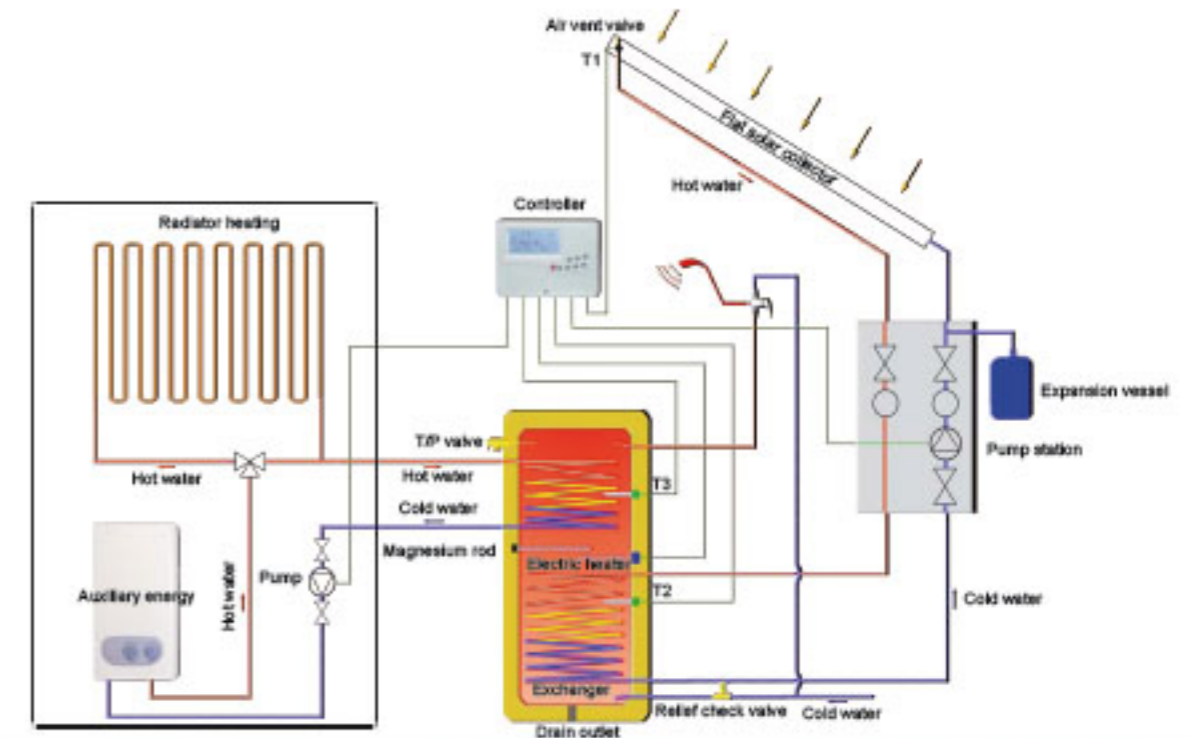 Air vent valve
T1
Flat solar collector
Hot water
Controller
Radiator heating
Expansion vessel
Pump station
T/P valve
Hot water
Hot water
T3
Cold water
Magnesium rod
Electric heater
Pump
Auxiliary energy
Hot water
T2
Cold water
Exchanger
Relief check valve
Cold water
Drain outlet